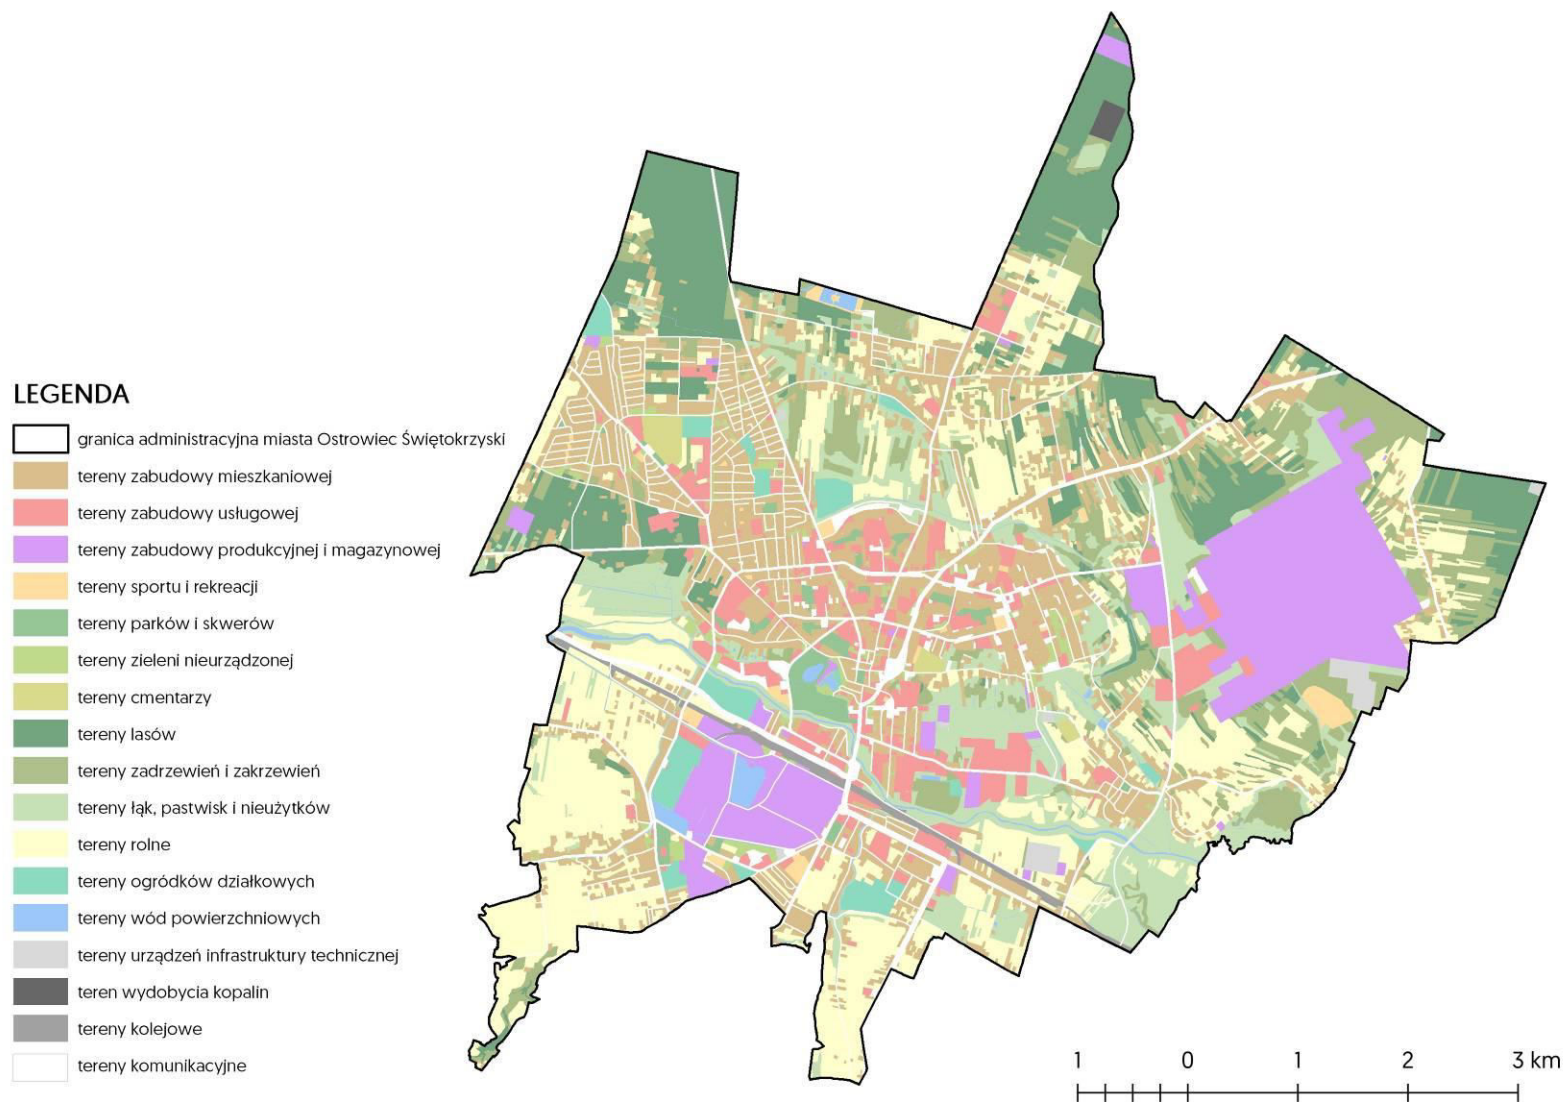 LEGENDA
granica administracyjna miasta Ostrowiec Świętokrzyski
tereny zabudowy mieszkaniowej
tereny zabudowy usługowej
tereny zabudowy produkcyjnej i magazynowej
tereny sportu i rekreacji
tereny parków i skwerów
tereny zieleni nieurządzonej
tereny cmentarzy
tereny lasów
tereny zadrzewień i zakrzewień
tereny łąk, pastwisk i nieużytków
tereny rolne
tereny ogródków działkowych
tereny wód powierzchniowych
tereny urządzeń infrastruktury technicznej
teren wydobycia kopalin
tereny kolejowe
tereny komunikacyjne
1 0 1 2 3 km